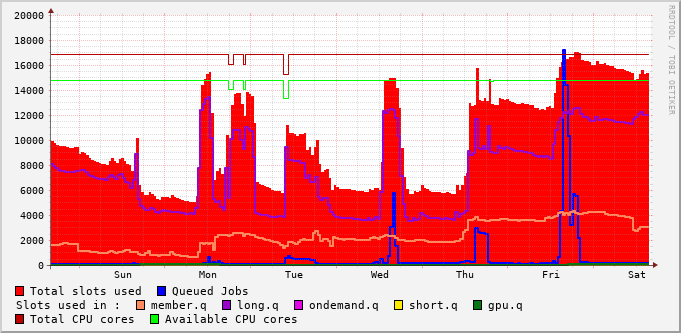 20000
18000
16000
14000
12000
10000
8000
6000
4000
2000
0
Sun Mon Tue Wed Thu Fri Sat
RRDTOOL / TOBI OETIKER
Total slots used Queued Jobs
Slots used in : member.q long.q ondemand.q short.q gpu.q
Total CPU cores Available CPU cores